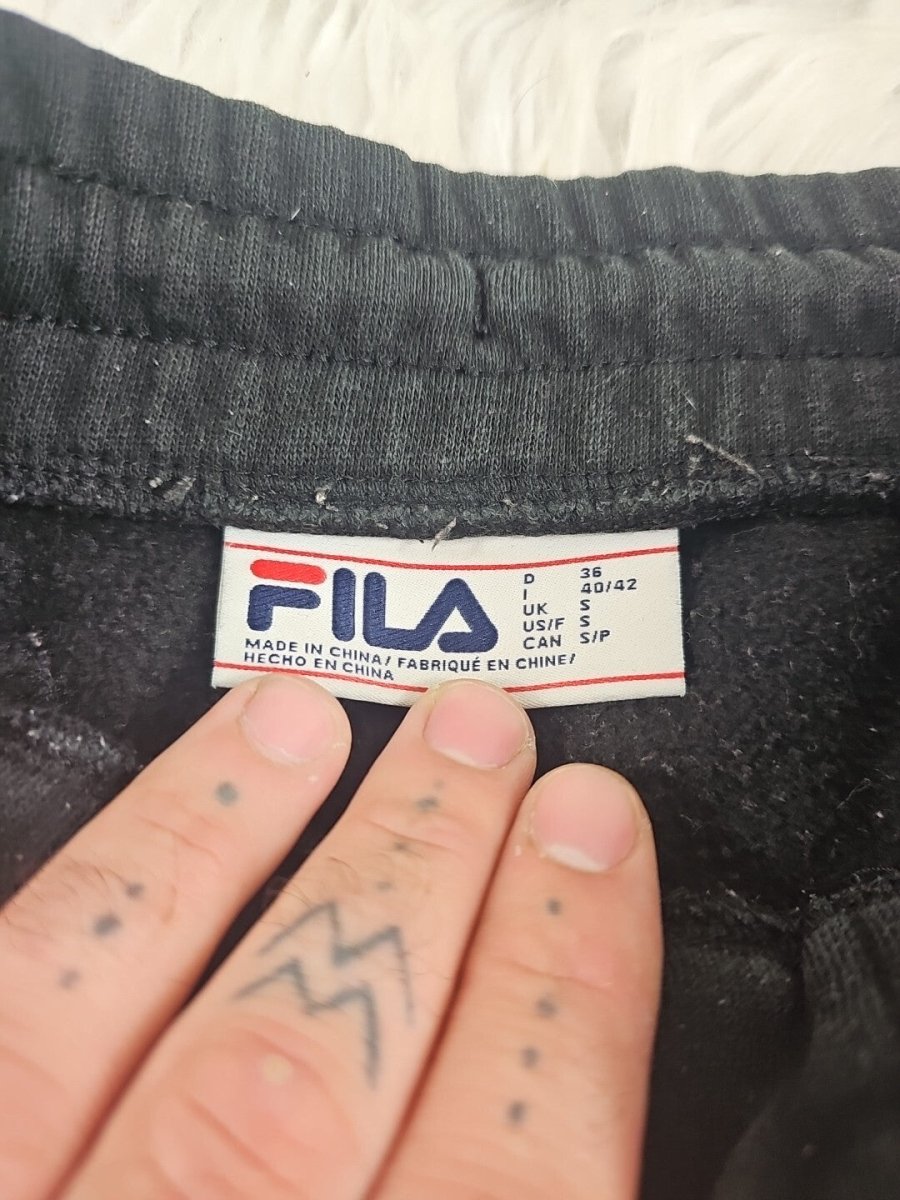 FILA
D 36
I 40/42
UK S
US/F S
CAN S/P
MADE IN CHINA/ FABRIQUÉ EN CHINE/
HECHO EN CHINA